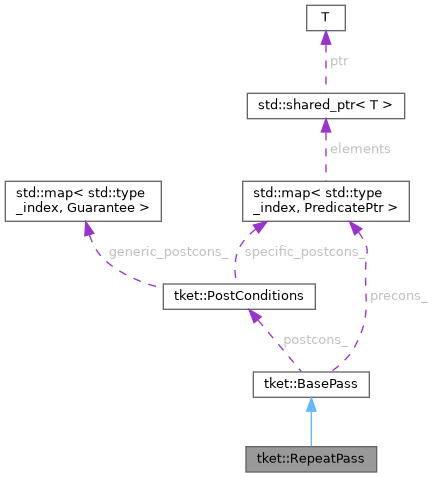 T
ptr
std::shared_ptr< T >
elements
std::map< std::type
_index, Guarantee >
std::map< std::type
_index, PredicatePtr >
generic_postcons_
specific_postcons_
tket::PostConditions
precons_
postcons_
tket::BasePass
tket::RepeatPass